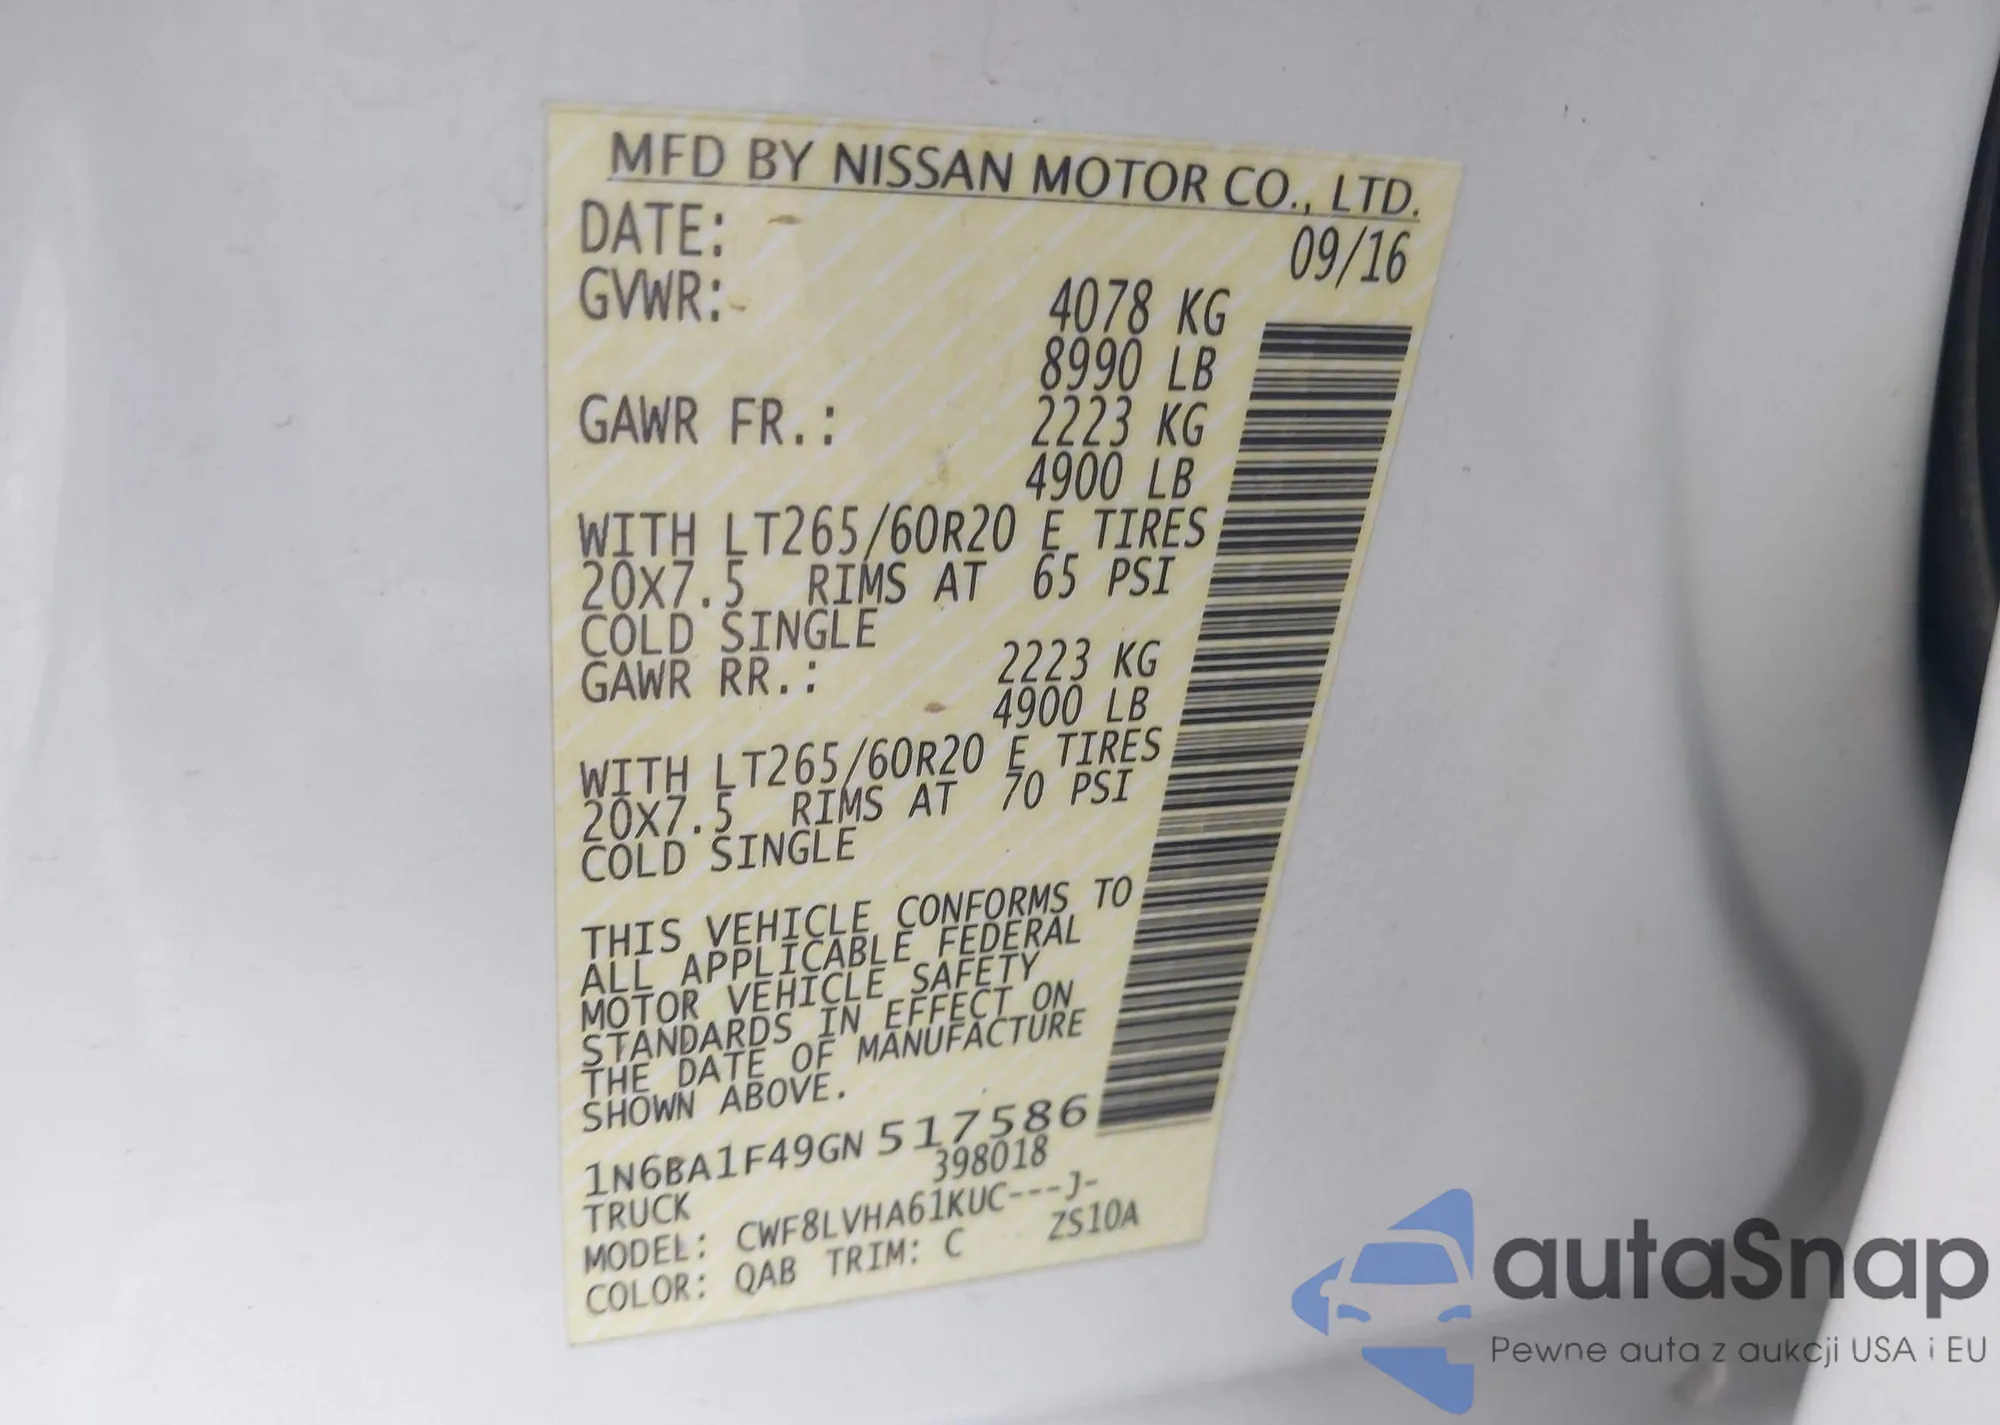 MFD BY NISSAN MOTOR CO., LTD.
DATE: 09/16
GVWR: 4078 KG
8990 LB
GAWR FR.: 2223 KG
4900 LB
WITH LT265/60R20 E TIRES
20X7.5 RIMS AT 65 PSI
COLD SINGLE
GAWR RR.: 2223 KG
4900 LB
WITH LT265/60R20 E TIRES
20X7.5 RIMS AT 70 PSI
COLD SINGLE
THIS VEHICLE CONFORMS TO
ALL APPLICABLE FEDERAL
MOTOR VEHICLE SAFETY
STANDARDS IN EFFECT ON
THE DATE OF MANUFACTURE
SHOWN ABOVE.
1N6BA1F49GN 517586
TRUCK 398018
MODEL: CWF8LVHA61KUC---J-
COLOR: QAB TRIM: C ZS10A
autaSnap
Pewne auta z aukcji USA i EU